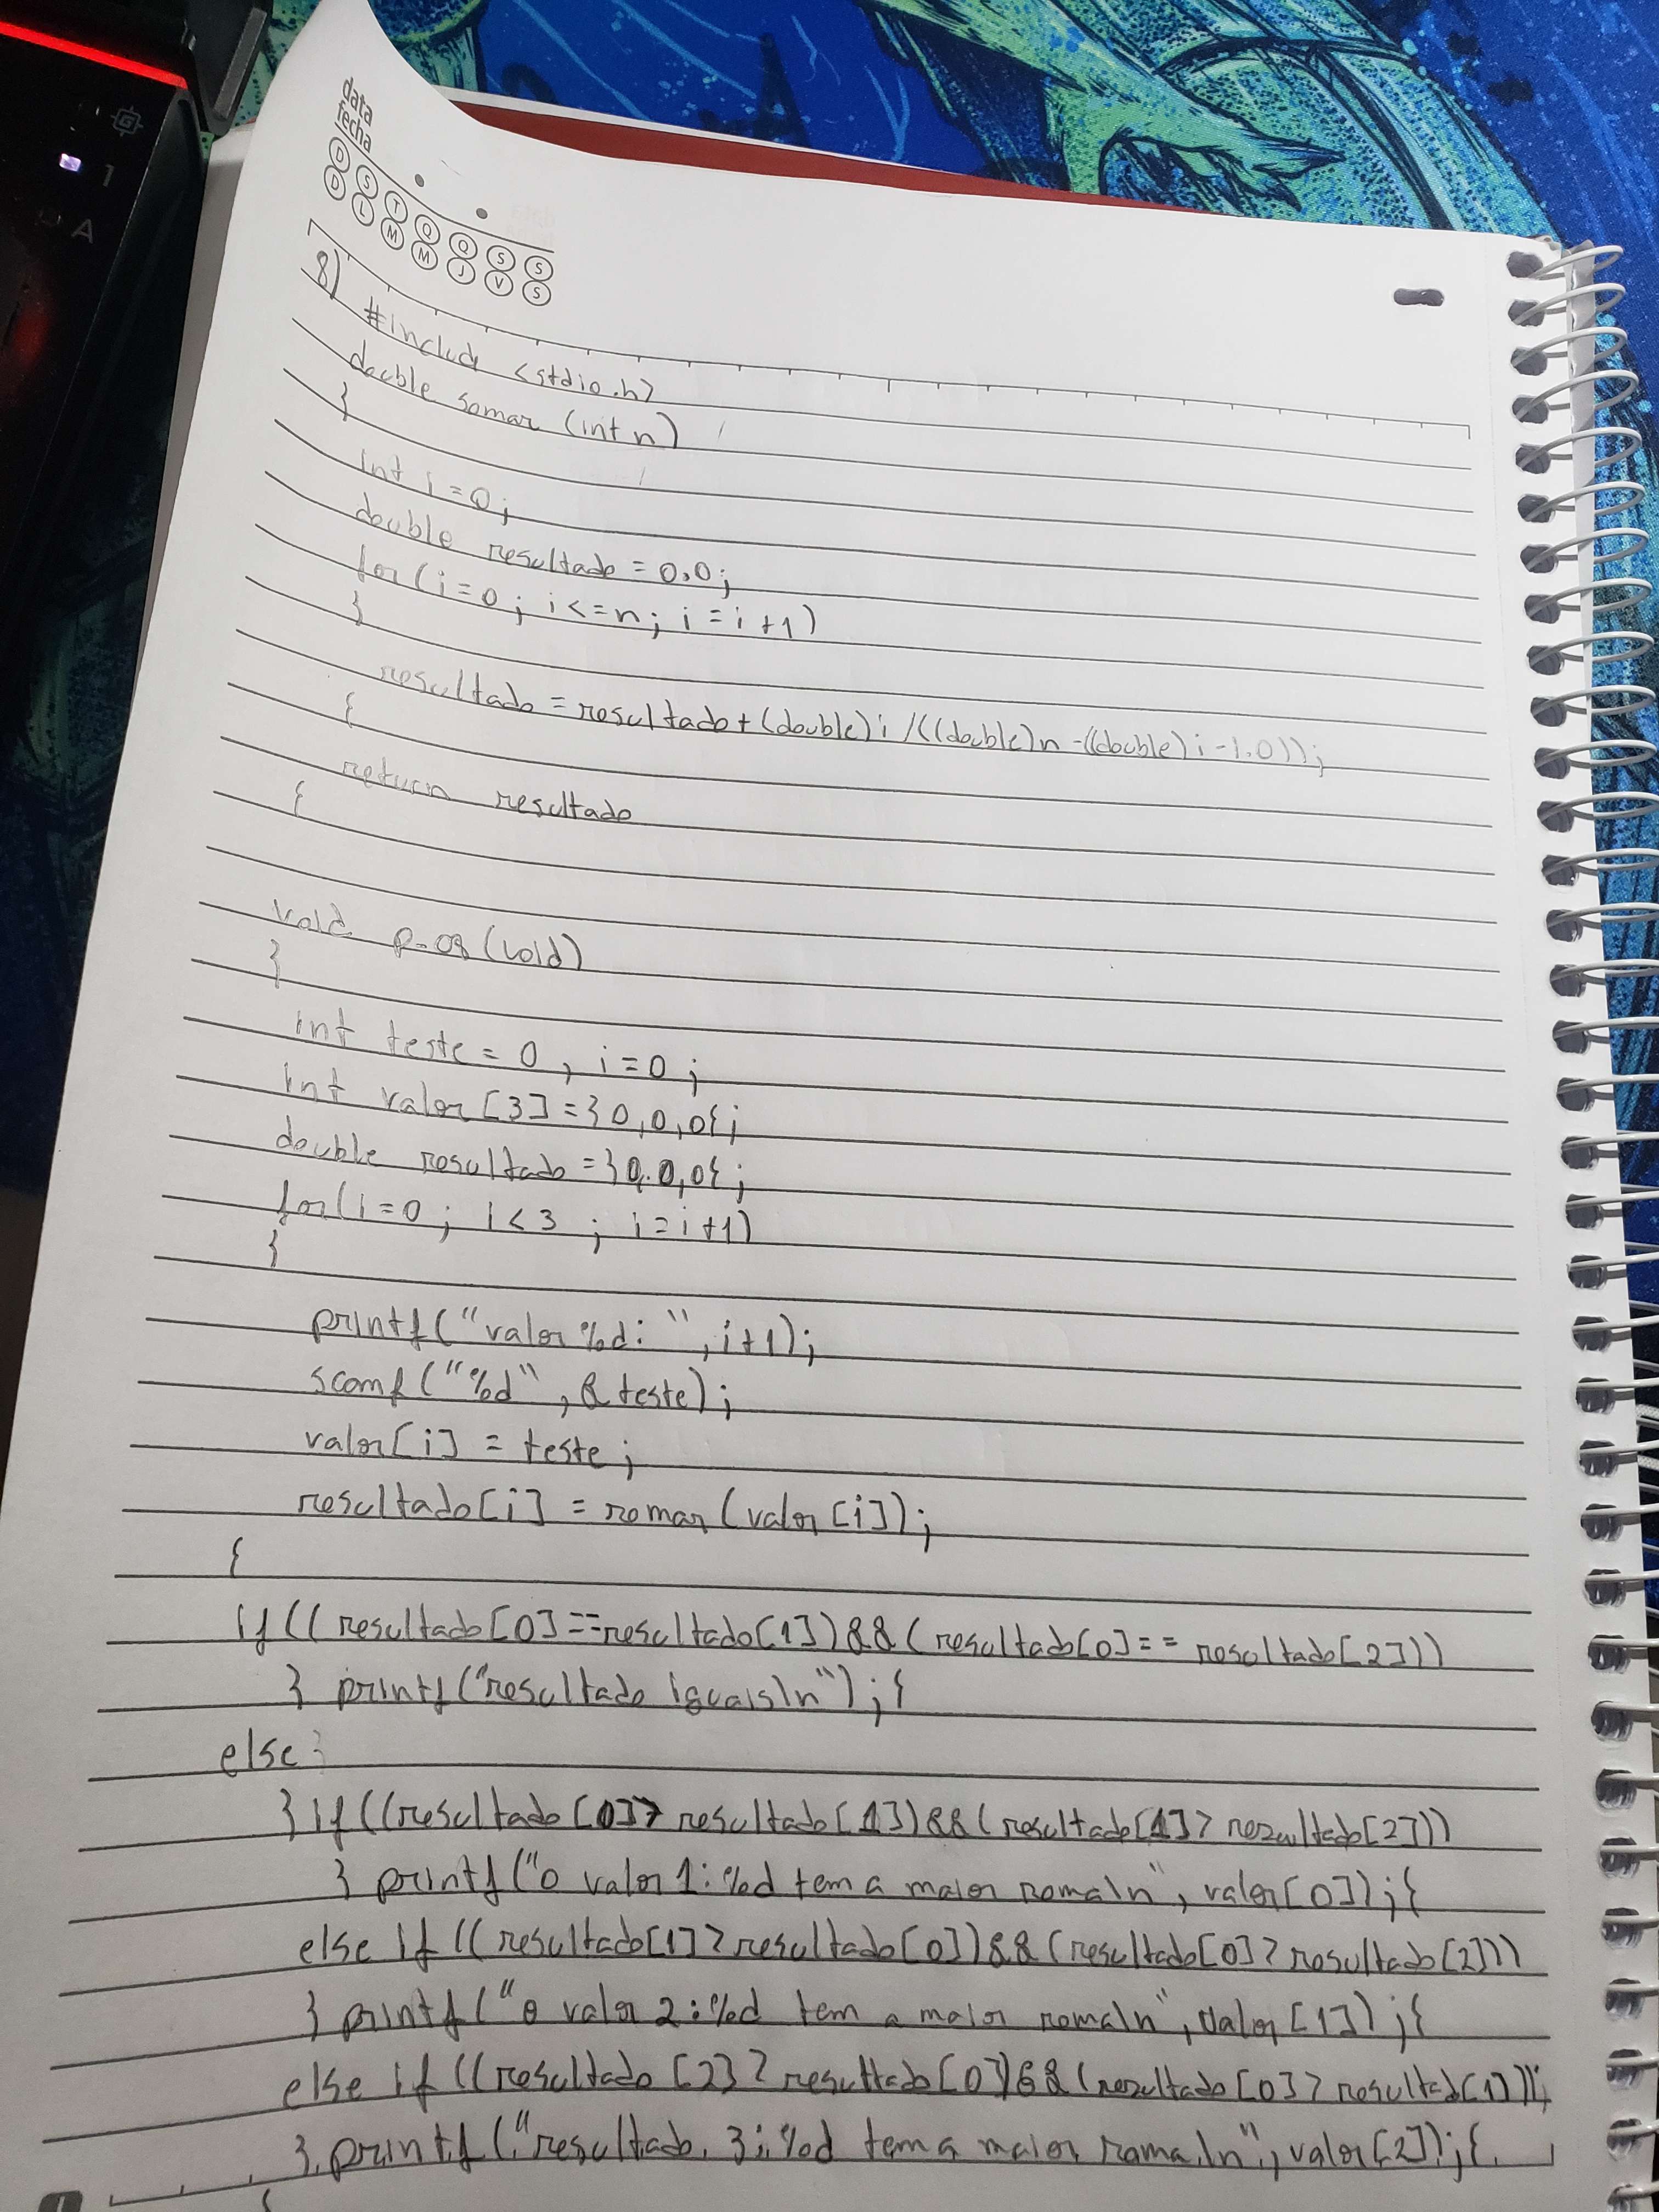 data
fecha
D S T Q Q S S
D L M M J V S
8) #include <stdio.h>
double somar (int n)
}
int i=0;
double resultado = 0,0;
for(i=0; i<=n; i=i+1)
}
resultado = resultado+(double)i/((double)n-((double)i-1.0));
{
return resultado
{
void p-08(void)
}
int teste = 0, i=0;
int valor[3]=}0,0,0{;
double resultado =}0.0,0{;
for(i=0; i<3; i=i+1)
}
printf("valor %d: ",i+1);
scanf("%d", &teste);
valor[i] = teste;
resultado[i] = somar(valor[i]);
{
if((resultado[0]==resultado[1])&&(resultado[0]==resultado[2]))
} printf("resultado iguais\n");{
else
} if((resultado[0]>resultado[1])&&(resultado[1]>resultado[2]))
} printf("o valor 1:%d tem a maior soma\n", valor[0]);{
else if((resultado[1]>resultado[0])&&(resultado[0]>resultado[2]))
} printf("o valor 2:%d tem a maior soma\n", valor[1]);{
else if((resultado[2]>resultado[0)&&(resultado[0]>resultad[1]));
} printf("resultado 3:%d tem a maior soma\n", valor[2]);{
{